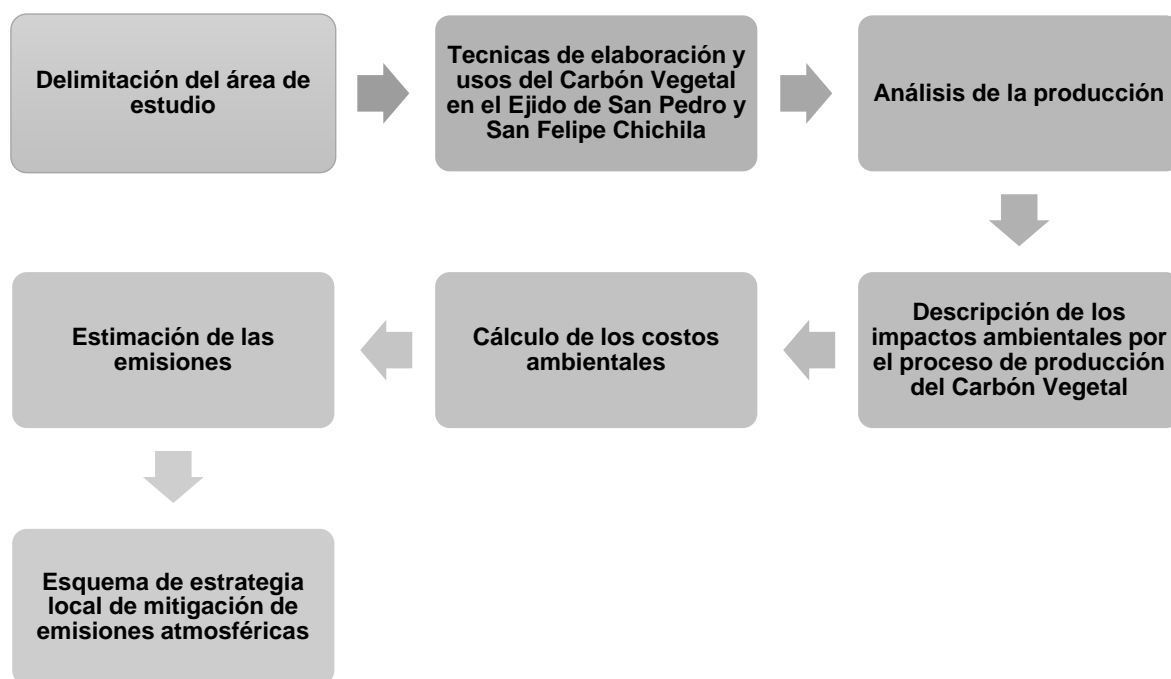 Delimitación del área de
estudio
Tecnicas de elaboración y
usos del Carbón Vegetal
en el Ejido de San Pedro y
San Felipe Chichila
Análisis de la producción
Descripción de los
impactos ambientales por
el proceso de producción
del Carbón Vegetal
Cálculo de los costos
ambientales
Estimación de las
emisiones
Esquema de estrategia
local de mitigación de
emisiones atmosféricas